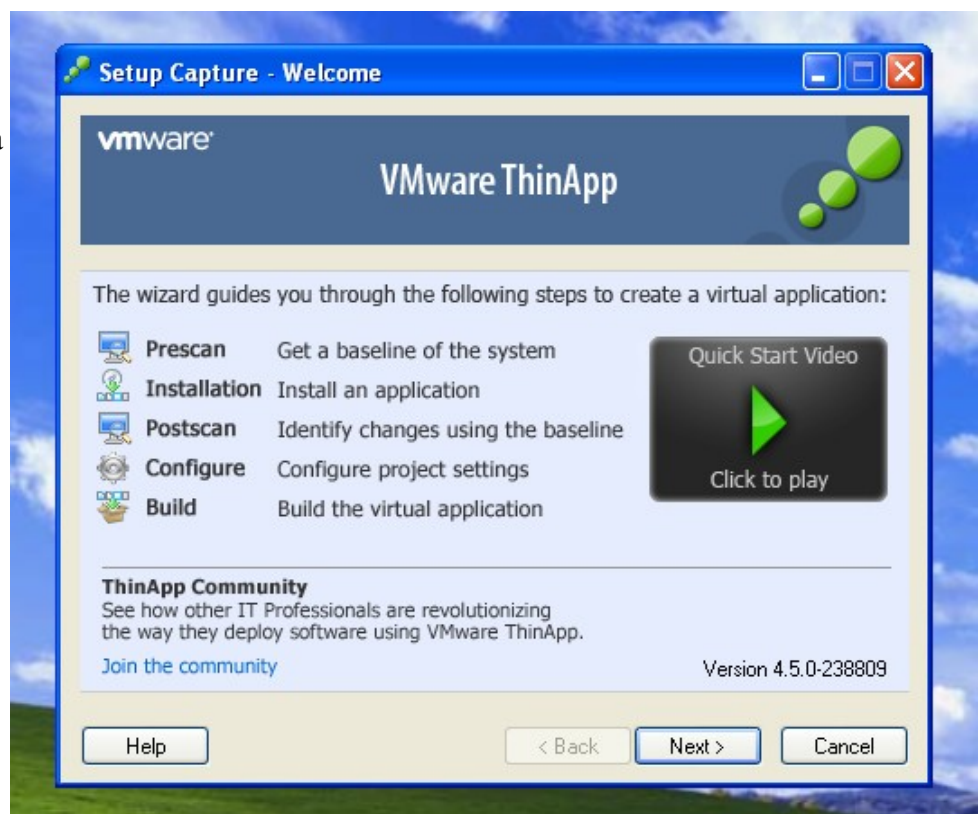 Setup Capture - Welcome
vmware
VMware ThinApp
The wizard guides you through the following steps to create a virtual application:
Prescan Get a baseline of the system
Installation Install an application
Postscan Identify changes using the baseline
Configure Configure project settings
Build Build the virtual application
Quick Start Video
Click to play
ThinApp Community
See how other IT Professionals are revolutionizing
the way they deploy software using VMware ThinApp.
Join the community
Version 4.5.0-238809
Help
< Back
Next >
Cancel